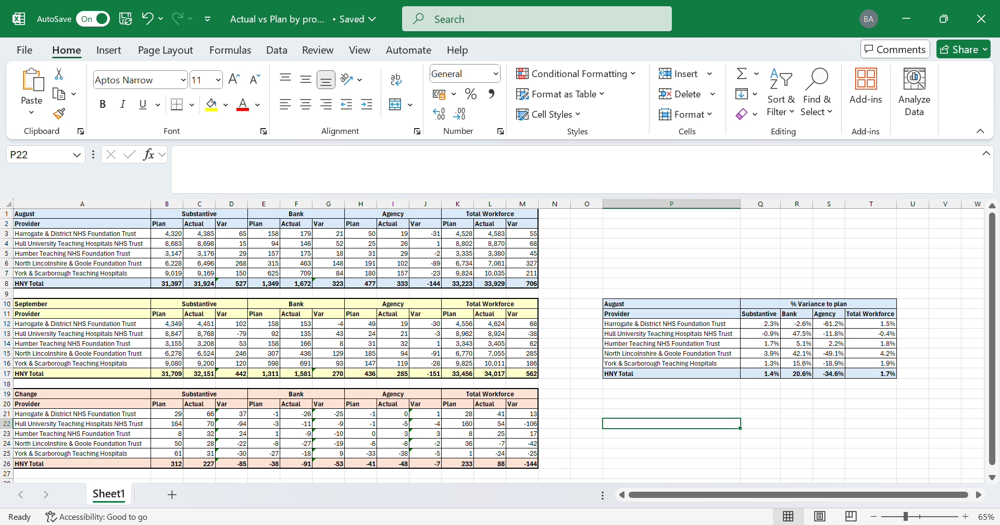 AutoSave On Actual vs Plan by pro... • Saved Search BA
File Home Insert Page Layout Formulas Data Review View Automate Help Comments Share
Paste
Clipboard
Aptos Narrow 11
B I U
Font
ab
Alignment
General
% 9
Number
Conditional Formatting
Format as Table
Cell Styles
Styles
Insert
Delete
Format
Cells
Sort & Filter
Find & Select
Editing
Add-ins
Add-ins
Analyze Data
P22 fx
A B C D E F G H I J K L M N O P Q R S T U V W
1 August Substantive Bank Agency Total Workforce
2 Provider Plan Actual Var Plan Actual Var Plan Actual Var Plan Actual Var
3 Harrogate & District NHS Foundation Trust 4,320 4,385 65 158 179 21 50 19 -31 4,528 4,583 55
4 Hull University Teaching Hospitals NHS Trust 8,683 8,698 15 94 146 52 25 26 1 8,802 8,870 68
5 Humber Teaching NHS Foundation Trust 3,147 3,176 29 157 175 18 31 29 -2 3,335 3,380 45
6 North Lincolnshire & Goole Foundation Trust 6,228 6,496 268 315 463 148 191 102 -89 6,734 7,061 327
7 York & Scarborough Teaching Hospitals 9,019 9,169 150 625 709 84 180 157 -23 9,824 10,035 211
8 HNY Total 31,397 31,924 527 1,349 1,672 323 477 333 -144 33,223 33,929 706
9
10 September Substantive Bank Agency Total Workforce August % Variance to plan
11 Provider Plan Actual Var Plan Actual Var Plan Actual Var Plan Actual Var Provider Substantive Bank Agency Total Workforce
12 Harrogate & District NHS Foundation Trust 4,349 4,451 102 158 153 -4 49 19 -30 4,556 4,624 68 Harrogate & District NHS Foundation Trust 2.3% -2.6% -61.2% 1.5%
13 Hull University Teaching Hospitals NHS Trust 8,847 8,768 -79 92 135 43 24 21 -3 8,962 8,924 -38 Hull University Teaching Hospitals NHS Trust -0.9% 47.5% -11.8% -0.4%
14 Humber Teaching NHS Foundation Trust 3,155 3,208 53 158 166 8 31 32 1 3,343 3,405 62 Humber Teaching NHS Foundation Trust 1.7% 5.1% 2.2% 1.8%
15 North Lincolnshire & Goole Foundation Trust 6,278 6,524 246 307 436 129 185 94 -91 6,770 7,055 285 North Lincolnshire & Goole Foundation Trust 3.9% 42.1% -49.1% 4.2%
16 York & Scarborough Teaching Hospitals 9,080 9,200 120 598 691 93 147 119 -28 9,825 10,011 186 York & Scarborough Teaching Hospitals 1.3% 15.6% -18.9% 1.9%
17 HNY Total 31,709 32,151 442 1,311 1,581 270 436 285 -151 33,456 34,017 562 HNY Total 1.4% 20.6% -34.6% 1.7%
18
19 Change Substantive Bank Agency Total Workforce
20 Provider Plan Actual Var Plan Actual Var Plan Actual Var Plan Actual Var
21 Harrogate & District NHS Foundation Trust 29 66 37 -1 -26 -25 -1 0 1 28 41 13
22 Hull University Teaching Hospitals NHS Trust 164 70 -94 -3 -11 -9 -1 -5 -4 160 54 -106
23 Humber Teaching NHS Foundation Trust 8 32 24 1 -9 -10 0 3 3 8 25 17
24 North Lincolnshire & Goole Foundation Trust 50 28 -22 -8 -27 -19 -6 -8 -2 36 -7 -42
25 York & Scarborough Teaching Hospitals 61 31 -30 -27 -18 9 -33 -38 -5 1 -24 -25
26 HNY Total 312 227 -85 -38 -91 -53 -41 -48 -7 233 88 -144
27
Sheet1 +
Ready Accessibility: Good to go 65%